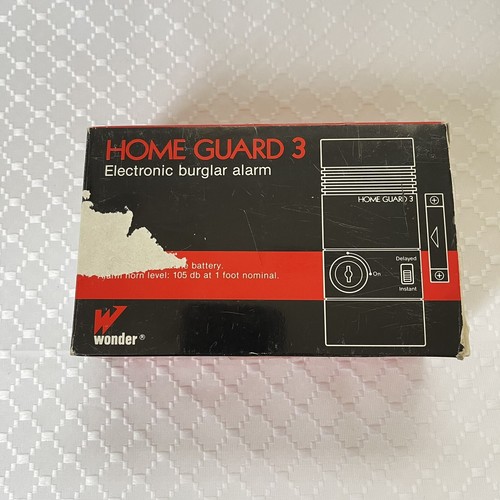 HOME GUARD 3
Electronic burglar alarm
HOME GUARD 3
Delayed
On
Instant
battery.
Alarm horn level: 105 db at 1 foot nominal.
wonder®